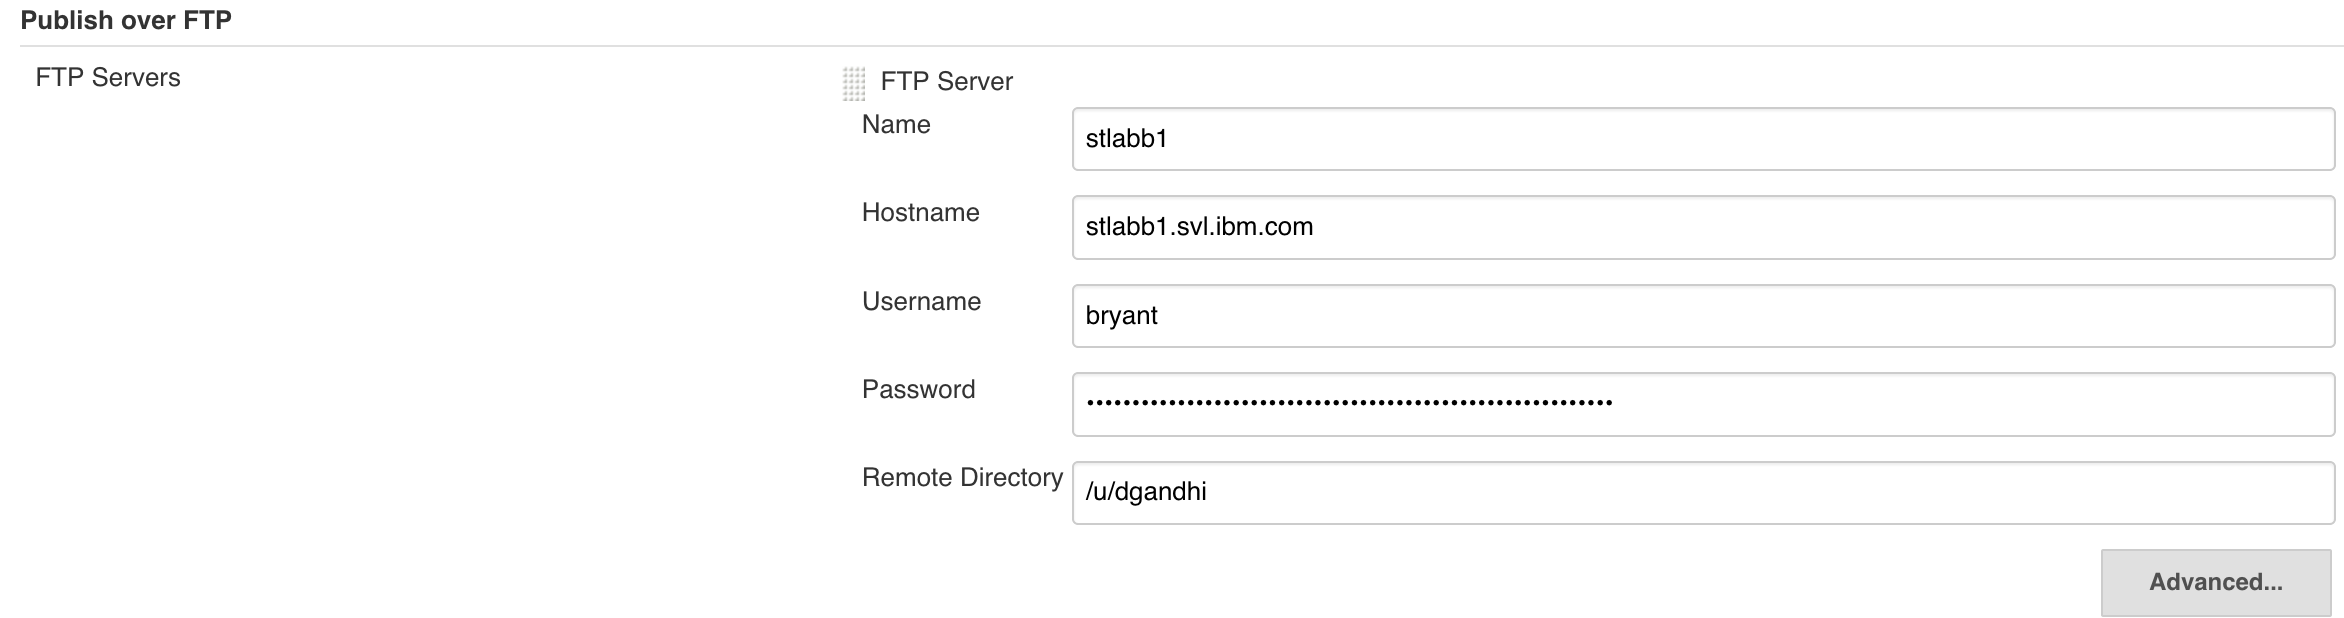 Publish over FTP
FTP Servers
FTP Server
Name
stlabb1
Hostname
stlabb1.svl.ibm.com
Username
bryant
Password
Remote Directory
/u/dgandhi
Advanced...